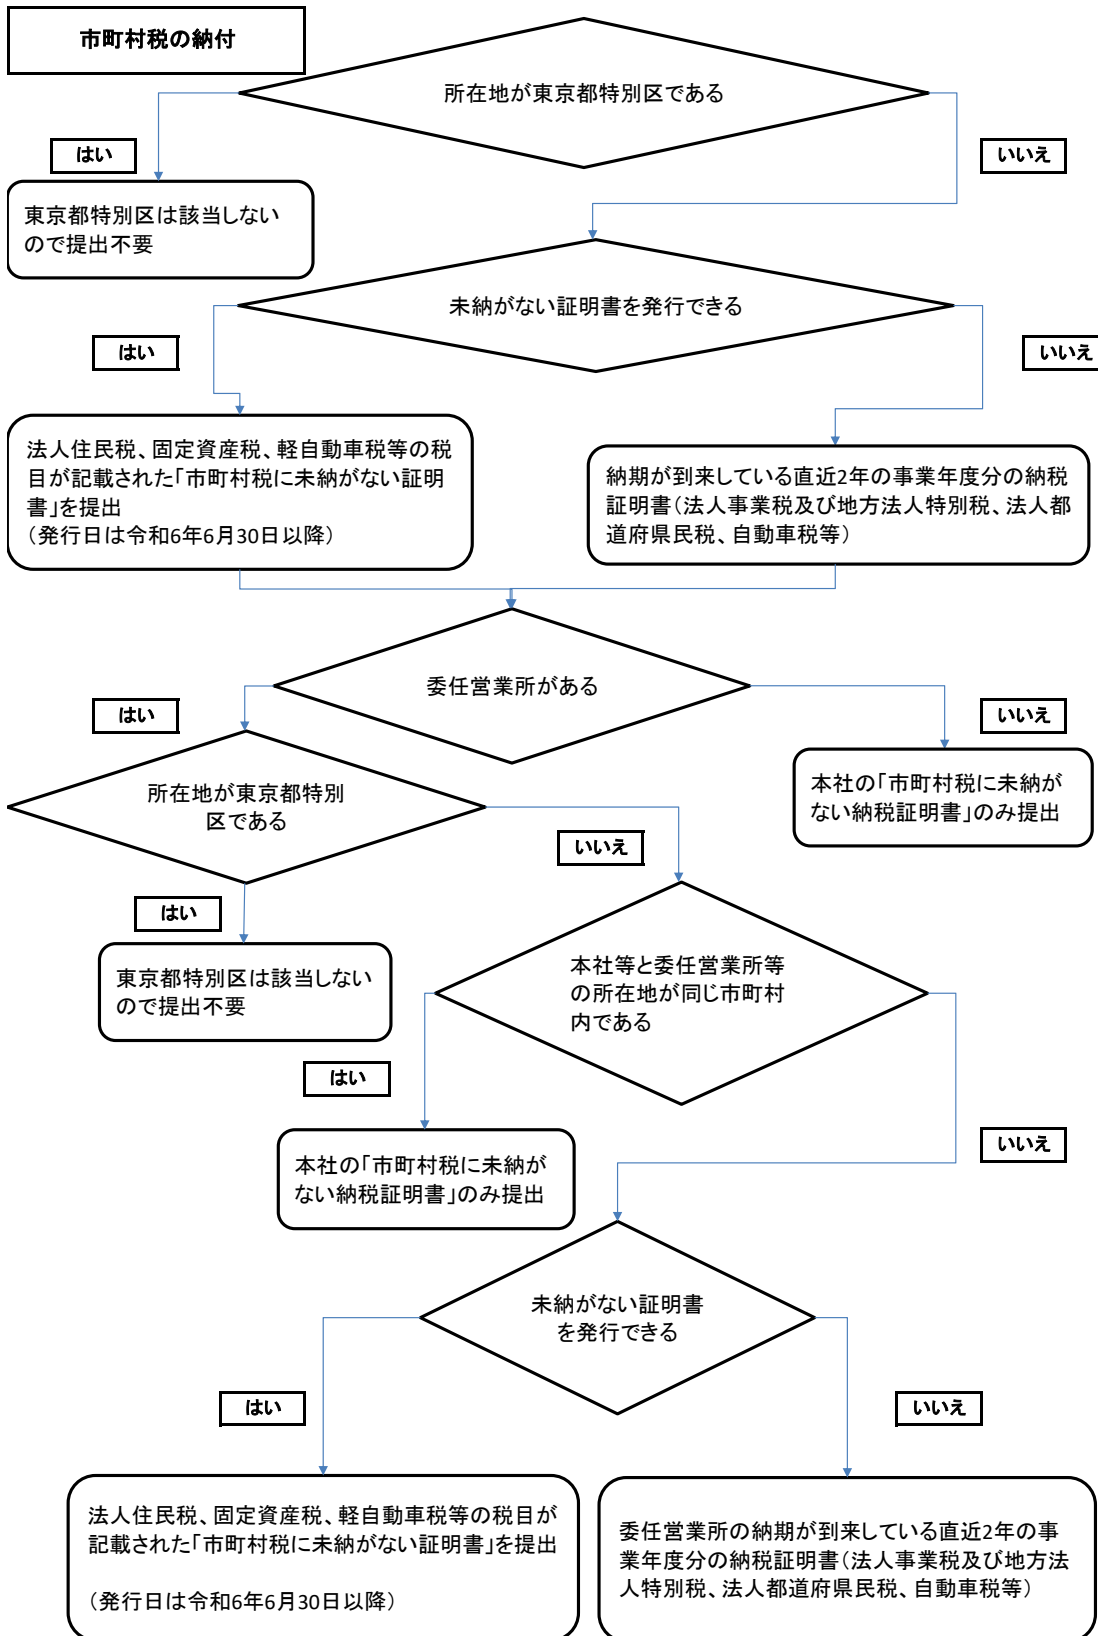 市町村税の納付
所在地が東京都特別区である
はい
いいえ
東京都特別区は該当しない
ので提出不要
未納がない証明書を発行できる
はい
いいえ
法人住民税、固定資産税、軽自動車税等の税
目が記載された「市町村税に未納がない証明
書」を提出
（発行日は令和6年6月30日以降）
納期が到来している直近2年の事業年度分の納税
証明書（法人事業税及び地方法人特別税、法人都
道府県民税、自動車税等）
委任営業所がある
はい
いいえ
本社の「市町村税に未納が
ない納税証明書」のみ提出
所在地が東京都特別
区である
いいえ
はい
東京都特別区は該当しない
ので提出不要
本社等と委任営業所等
の所在地が同じ市町村
内である
はい
いいえ
本社の「市町村税に未納が
ない納税証明書」のみ提出
未納がない証明書
を発行できる
はい
いいえ
法人住民税、固定資産税、軽自動車税等の税目が
記載された「市町村税に未納がない証明書」を提出
（発行日は令和6年6月30日以降）
委任営業所の納期が到来している直近2年の事
業年度分の納税証明書（法人事業税及び地方法
人特別税、法人都道府県民税、自動車税等）